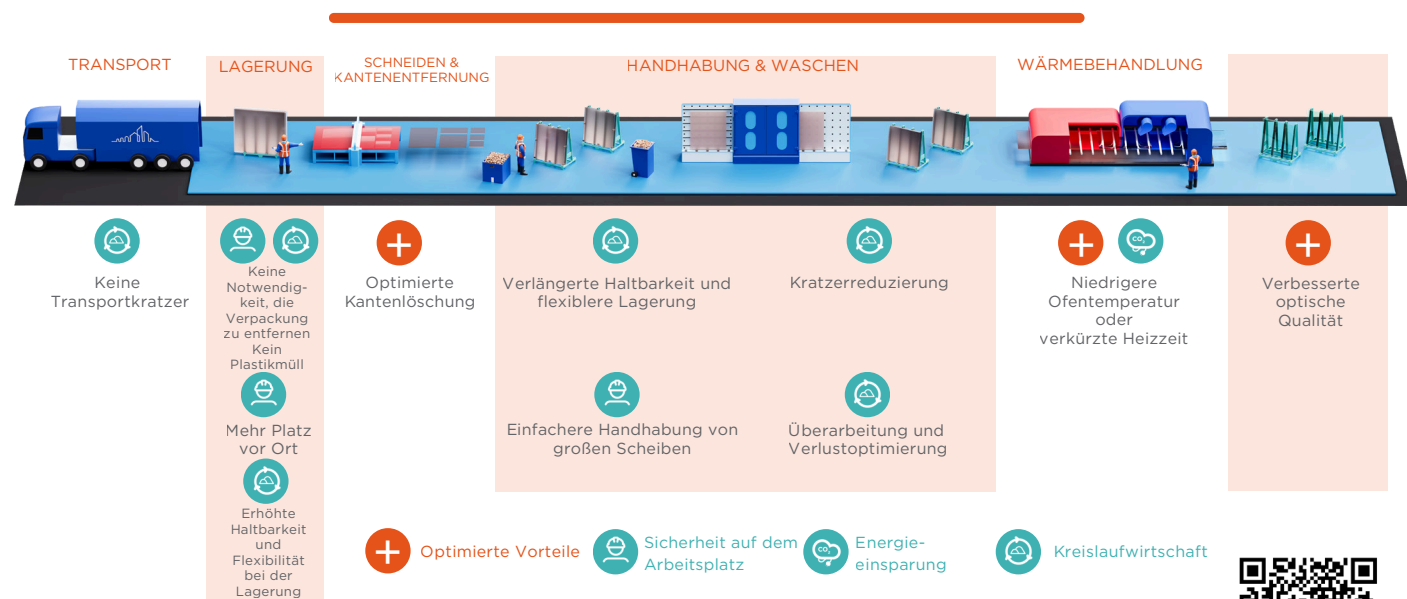 TRANSPORT
LAGERUNG
SCHNEIDEN &
KANTENENTFERNUNG
HANDHABUNG & WASCHEN
WÄRMEBEHANDLUNG
Keine
Transportkratzer
Keine
Notwendig-
keit, die
Verpackung
zu entfernen
Kein
Plastikmüll
Mehr Platz
vor Ort
Erhöhte
Haltbarkeit
und
Flexibilität
bei der
Lagerung
Optimierte
Kantenlöschung
Verlängerte Haltbarkeit und
flexiblere Lagerung
Einfachere Handhabung von
großen Scheiben
Kratzerreduzierung
Überarbeitung und
Verlustoptimierung
CO₂
Niedrigere
Ofentemperatur
oder
verkürzte Heizzeit
Verbesserte
optische
Qualität
Optimierte Vorteile
Sicherheit auf dem
Arbeitsplatz
CO₂
Energie-
einsparung
Kreislaufwirtschaft